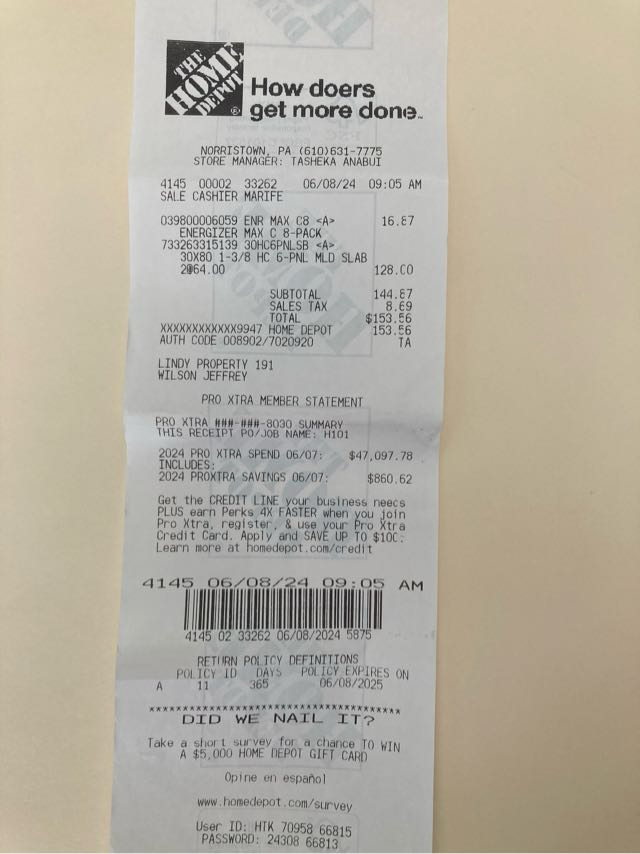 THE
HOME
DEPOT
®
How doers
get more done™
NORRISTOWN, PA (610)631-7775
STORE MANAGER: TASHEKA ANABUI
4145 00002 33262 06/08/24 09:05 AM
SALE CASHIER MARIFE
039800006059 ENR MAX C8 <A> 16.87
ENERGIZER MAX C 8-PACK
733263315139 30HC6PNLSB <A>
30X80 1-3/8 HC 6-PNL MLD SLAB
2@64.00 128.00
SUBTOTAL 144.87
SALES TAX 8.69
TOTAL $153.56
XXXXXXXXXXXX9947 HOME DEPOT 153.56
AUTH CODE 008902/7020920 TA
LINDY PROPERTY 191
WILSON JEFFREY
PRO XTRA MEMBER STATEMENT
PRO XTRA ###-###-8030 SUMMARY
THIS RECEIPT PO/JOB NAME: H101
2024 PRO XTRA SPEND 06/07: $47,097.78
INCLUDES:
2024 PROXTRA SAVINGS 06/07: $860.62
Get the CREDIT LINE your business needs
PLUS earn Perks 4X FASTER when you join
Pro Xtra, register, & use your Pro Xtra
Credit Card. Apply and SAVE UP TO $100.
Learn more at homedepot.com/credit
4145 06/08/24 09:05 AM
4145 02 33262 06/08/2024 5875
RETURN POLICY DEFINITIONS
POLICY ID DAYS POLICY EXPIRES ON
A 11 365 06/08/2025
****************************************
DID WE NAIL IT?
Take a short survey for a chance TO WIN
A $5,000 HOME DEPOT GIFT CARD
Opine en español
www.homedepot.com/survey
User ID: HTK 70958 66815
PASSWORD: 24308 66813